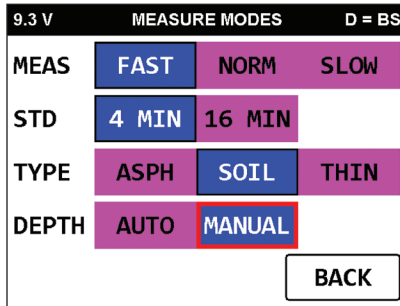 9.3 V MEASURE MODES D = BS
MEAS FAST NORM SLOW
STD 4 MIN 16 MIN
TYPE ASPH SOIL THIN
DEPTH AUTO MANUAL
BACK